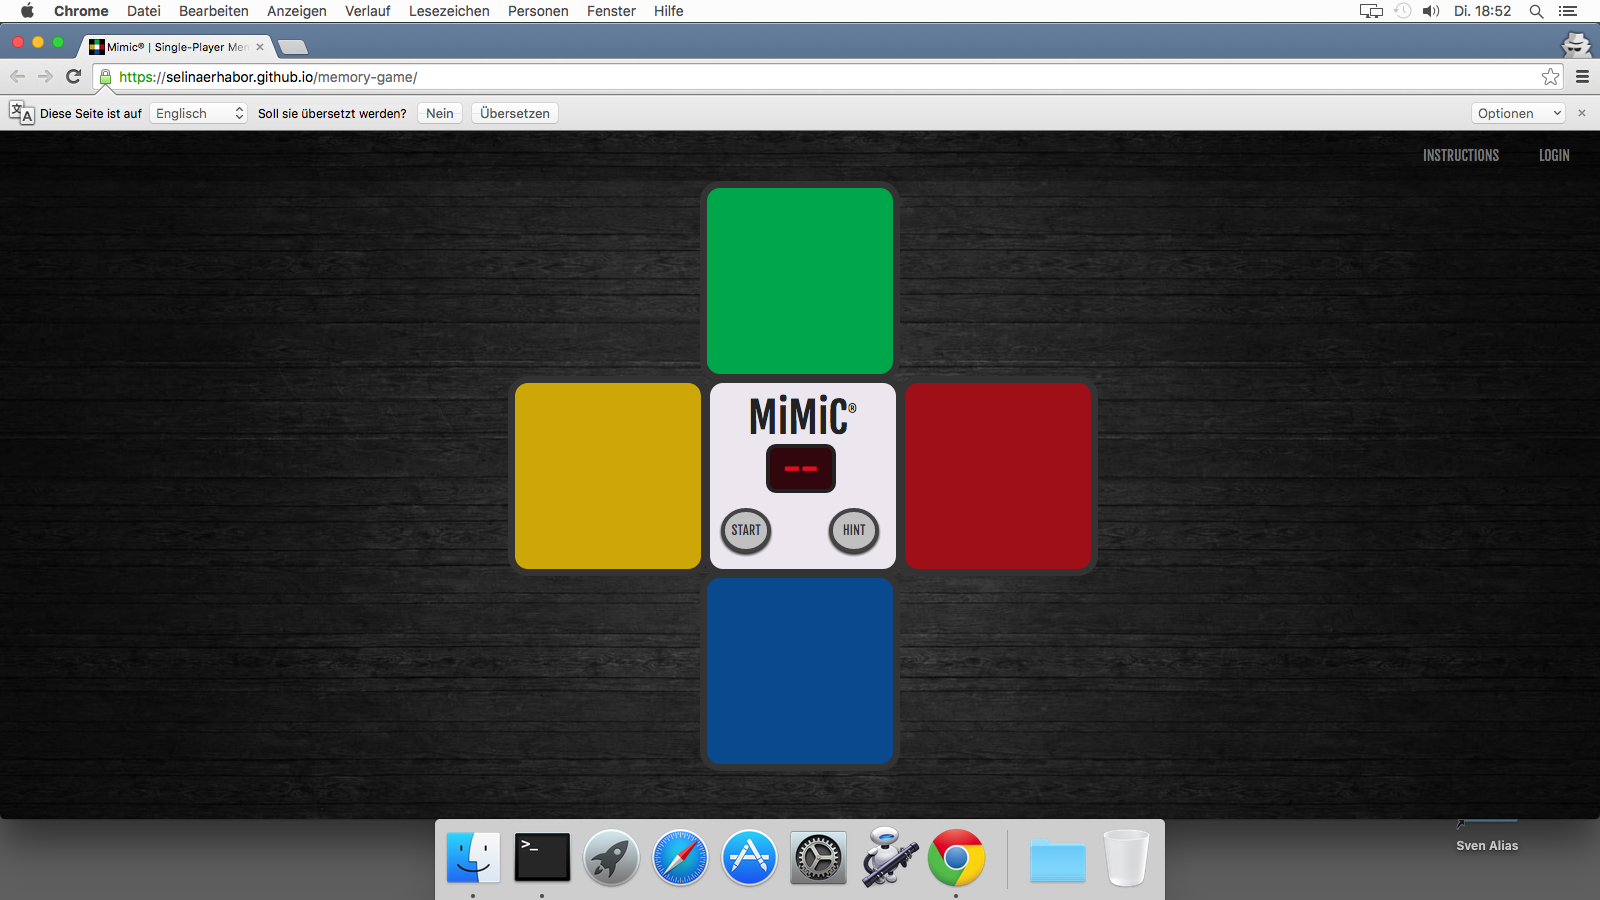 Chrome Datei Bearbeiten Anzeigen Verlauf Lesezeichen Personen Fenster Hilfe Di. 18:52
Mimic® | Single-Player Men
https://selinaerhabor.github.io/memory-game/
Diese Seite ist auf Englisch Soll sie übersetzt werden? Nein Übersetzen Optionen
INSTRUCTIONS LOGIN
MiMiC®
--
START HINT
Sven Alias